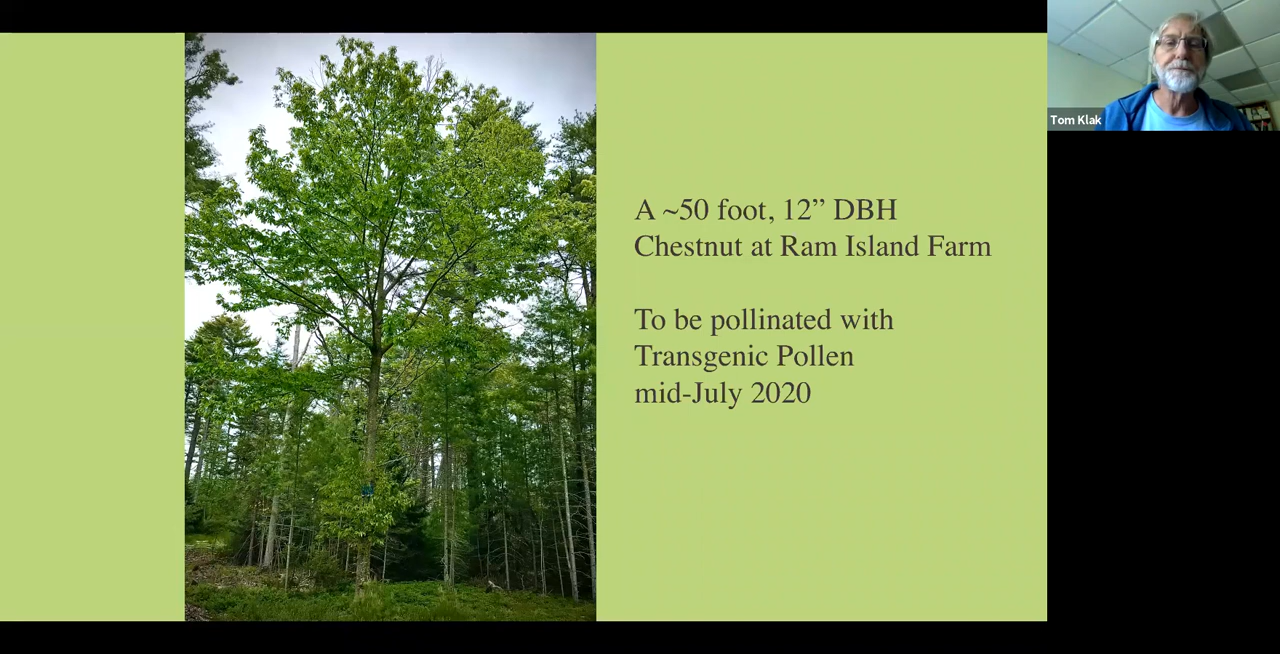 A ~50 foot, 12” DBH
Chestnut at Ram Island Farm
To be pollinated with
Transgenic Pollen
mid-July 2020
Tom Klak